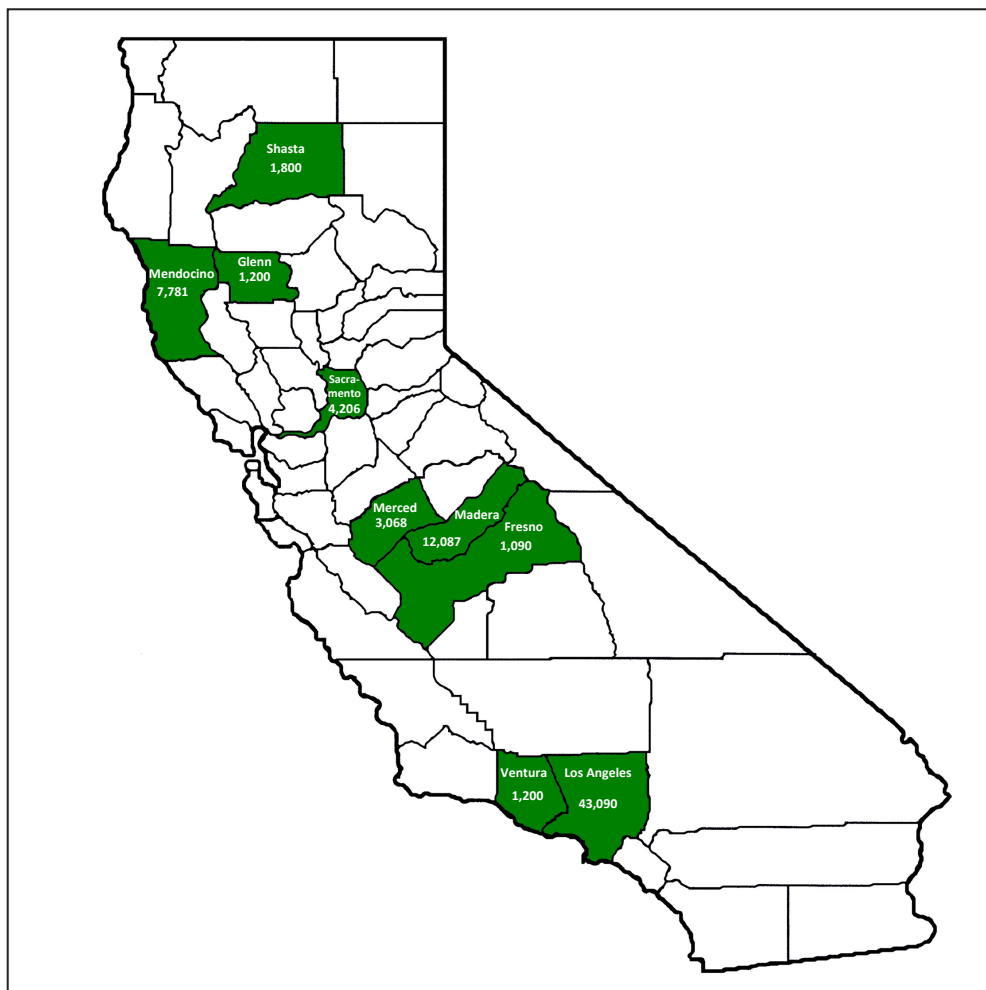 Shasta
1,800
Glenn
1,200
Mendocino
7,781
Sacra-
mento
4,206
Merced
3,068
Madera
12,087
Fresno
1,090
Ventura
1,200
Los Angeles
43,090